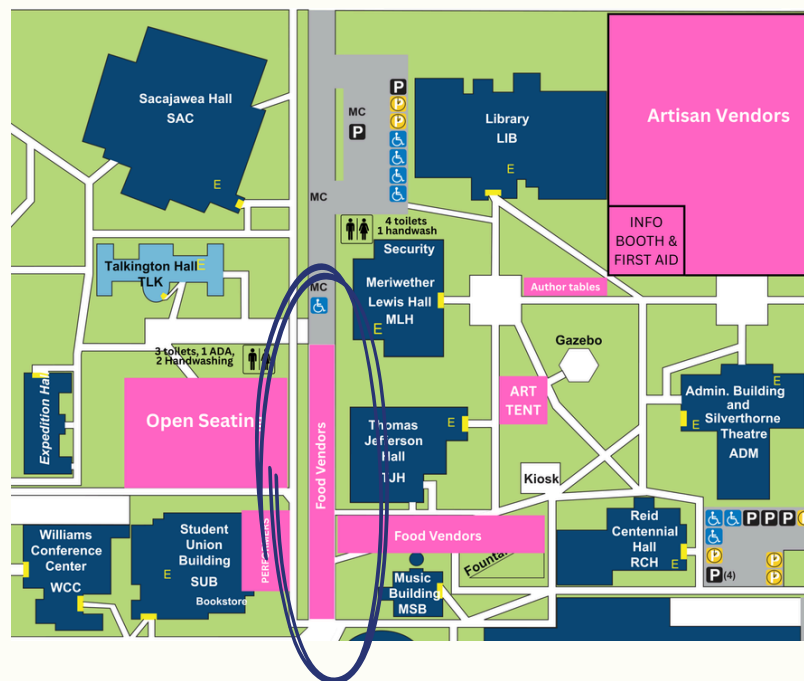 Sacajawea Hall
SAC
E
MC
P
P
MC
Library
LIB
E
Artisan Vendors
INFO
BOOTH &
FIRST AID
4 toilets
1 handwash
Security
Meriwether
Lewis Hall
MLH
E
Talkington Hall
E
TLK
MC
Author tables
3 toilets, 1 ADA,
2 Handwashing
Gazebo
Expedition Hall
Open Seating
Food Vendors
ART
TENT
Thomas
Jefferson
Hall
TJH
E
Kiosk
Admin. Building
and
Silverthorne
Theatre
ADM
E
E
Williams
Conference
Center
WCC
Student
Union
Building
SUB
E
Bookstore
PERFORMERS
Food Vendors
Music
Building
MSB
Reid
Centennial
Hall
RCH
E
P P P
P (4)